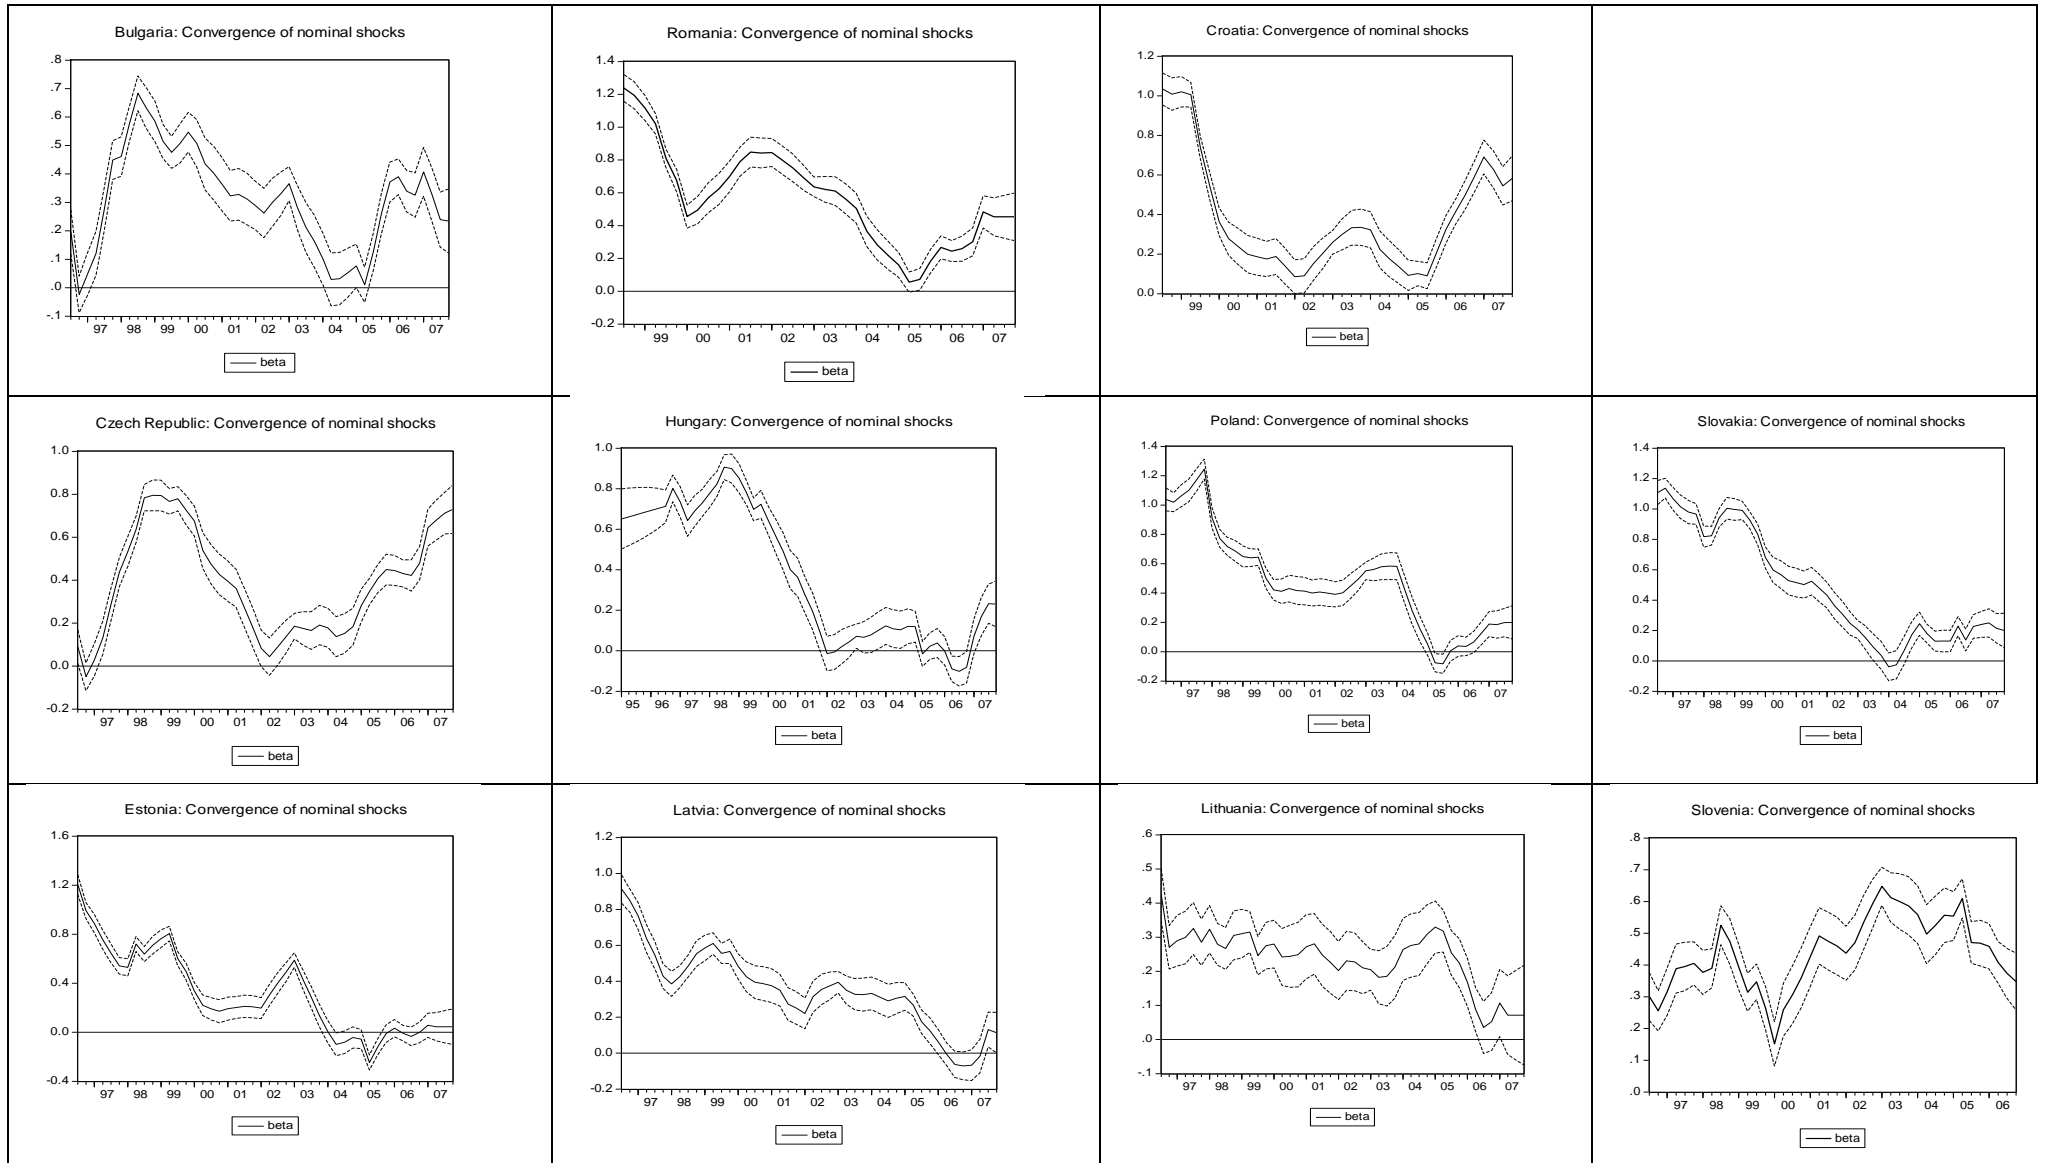 Bulgaria: Convergence of nominal shocks
.8
.7
.6
.5
.4
.3
.2
.1
.0
-.1
97 98 99 00 01 02 03 04 05 06 07
beta
Romania: Convergence of nominal shocks
1.4
1.2
1.0
0.8
0.6
0.4
0.2
0.0
-0.2
99 00 01 02 03 04 05 06 07
beta
Croatia: Convergence of nominal shocks
1.2
1.0
0.8
0.6
0.4
0.2
0.0
99 00 01 02 03 04 05 06 07
beta
Czech Republic: Convergence of nominal shocks
1.0
0.8
0.6
0.4
0.2
0.0
-0.2
97 98 99 00 01 02 03 04 05 06 07
beta
Hungary: Convergence of nominal shocks
1.0
0.8
0.6
0.4
0.2
0.0
-0.2
95 96 97 98 99 00 01 02 03 04 05 06 07
beta
Poland: Convergence of nominal shocks
1.4
1.2
1.0
0.8
0.6
0.4
0.2
0.0
-0.2
97 98 99 00 01 02 03 04 05 06 07
beta
Slovakia: Convergence of nominal shocks
1.4
1.2
1.0
0.8
0.6
0.4
0.2
0.0
-0.2
97 98 99 00 01 02 03 04 05 06 07
beta
Estonia: Convergence of nominal shocks
1.6
1.2
0.8
0.4
0.0
-0.4
97 98 99 00 01 02 03 04 05 06 07
beta
Latvia: Convergence of nominal shocks
1.2
1.0
0.8
0.6
0.4
0.2
0.0
-0.2
97 98 99 00 01 02 03 04 05 06 07
beta
Lithuania: Convergence of nominal shocks
.6
.5
.4
.3
.2
.1
.0
-.1
97 98 99 00 01 02 03 04 05 06 07
beta
Slovenia: Convergence of nominal shocks
.8
.7
.6
.5
.4
.3
.2
.1
.0
97 98 99 00 01 02 03 04 05 06
beta